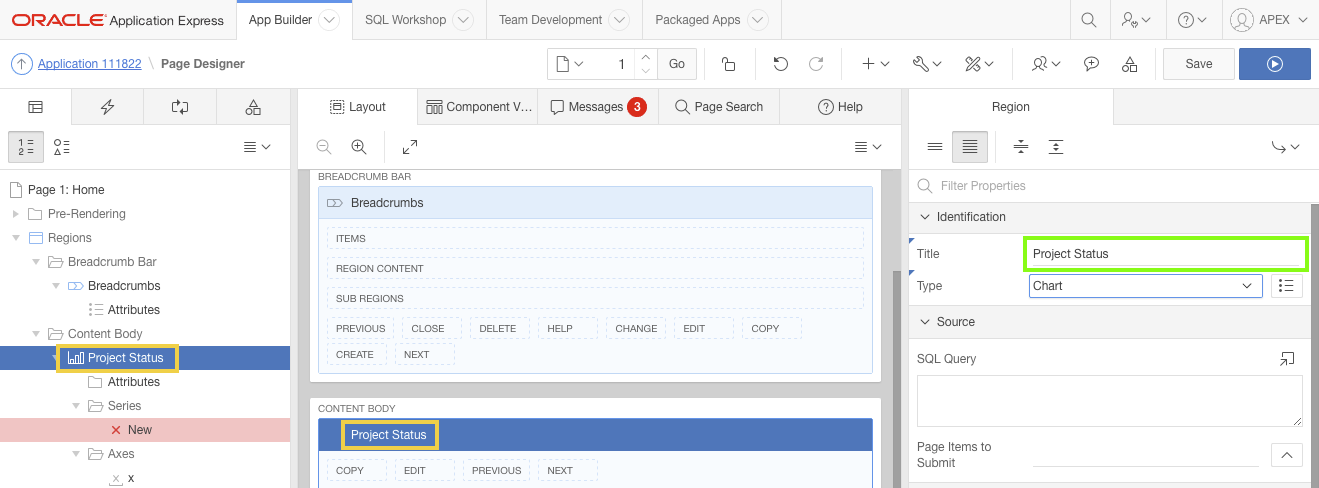 ORACLE Application Express App Builder SQL Workshop Team Development Packaged Apps APEX
Application 111822 \ Page Designer 1 Go Save
Layout Component V... Messages 3 Page Search Help Region
1 2
Page 1: Home
Pre-Rendering
Regions
Breadcrumb Bar
Breadcrumbs
Attributes
Content Body
Project Status
Attributes
Series
New
Axes
x
BREADCRUMB BAR
Breadcrumbs
ITEMS
REGION CONTENT
SUB REGIONS
PREVIOUS CLOSE DELETE HELP CHANGE EDIT COPY
CREATE NEXT
CONTENT BODY
Project Status
COPY EDIT PREVIOUS NEXT
Filter Properties
Identification
Title Project Status
Type Chart
Source
SQL Query
Page Items to
Submit